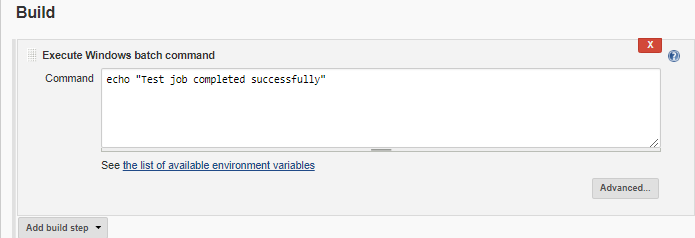 Build
X
Execute Windows batch command
Command
echo "Test job completed successfully"
See the list of available environment variables
Advanced...
Add build step